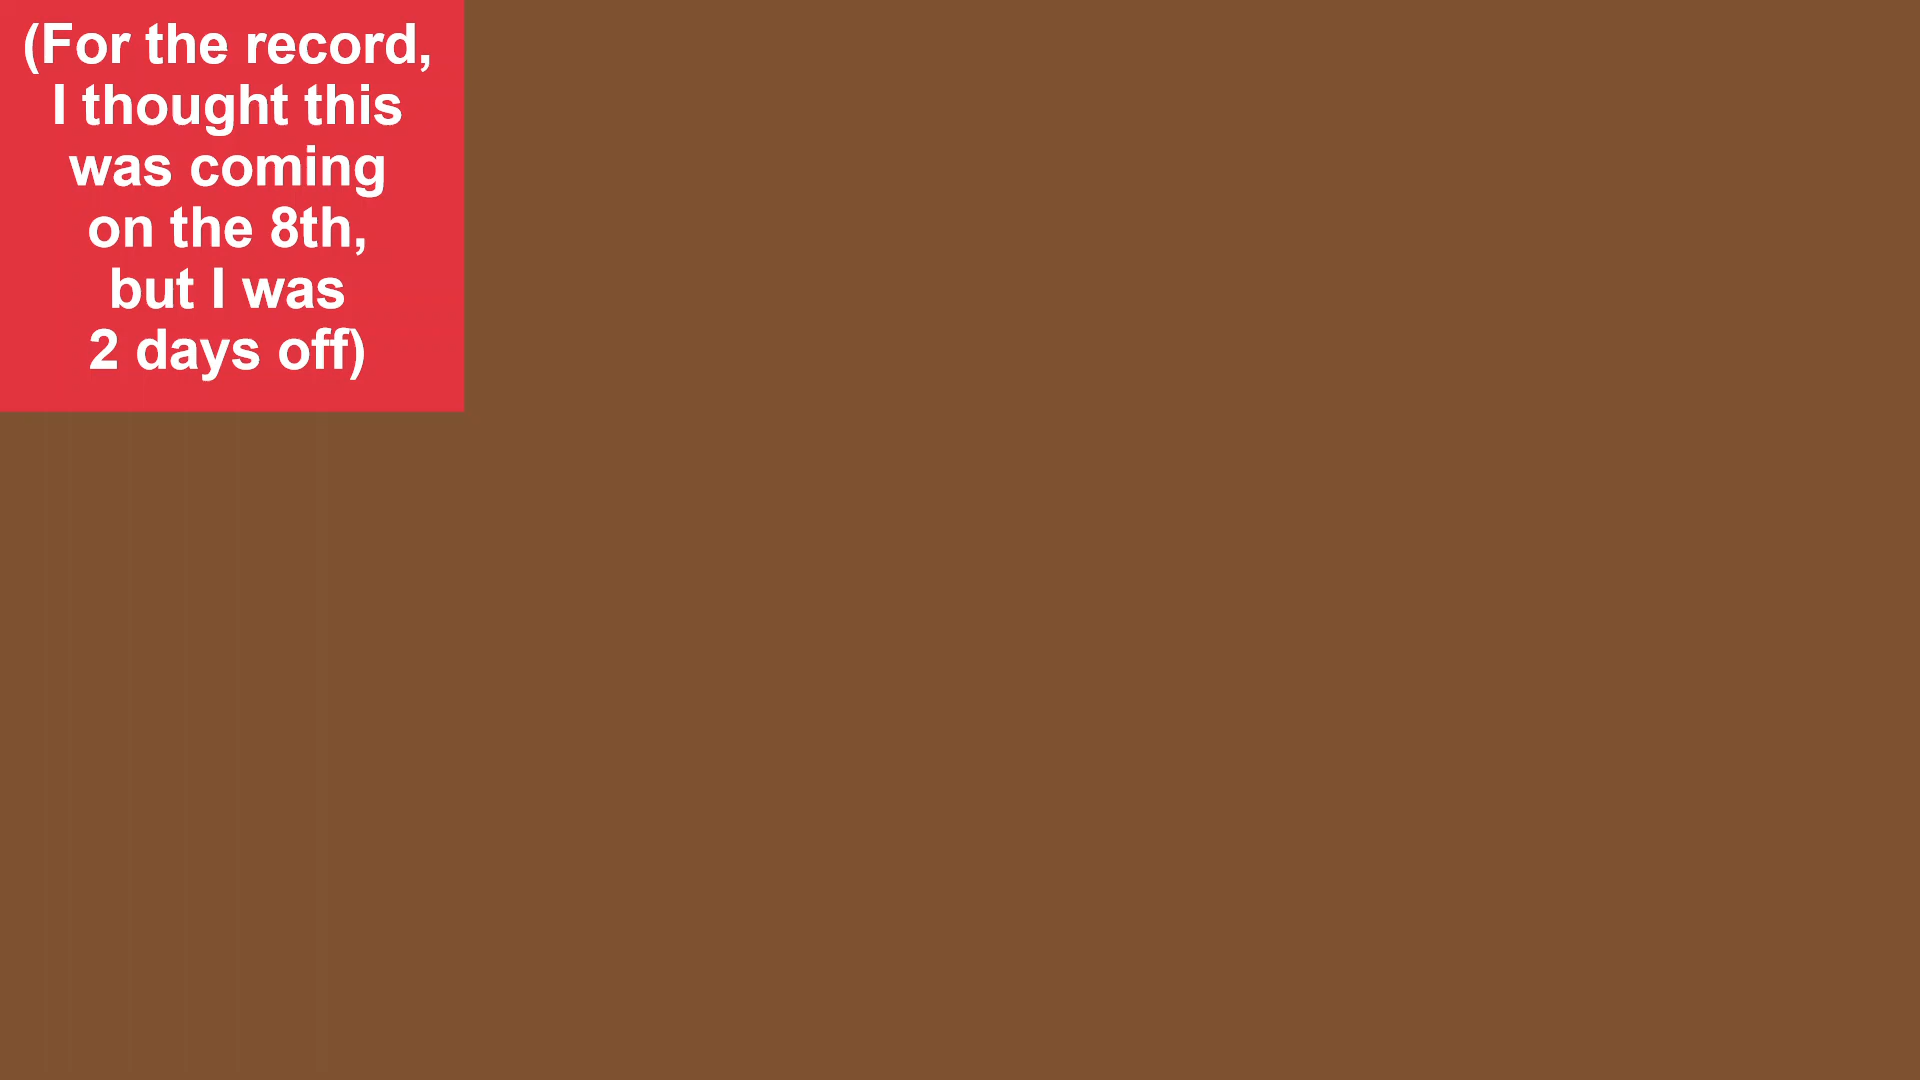 (For the record,
I thought this
was coming
on the 8th,
but I was
2 days off)